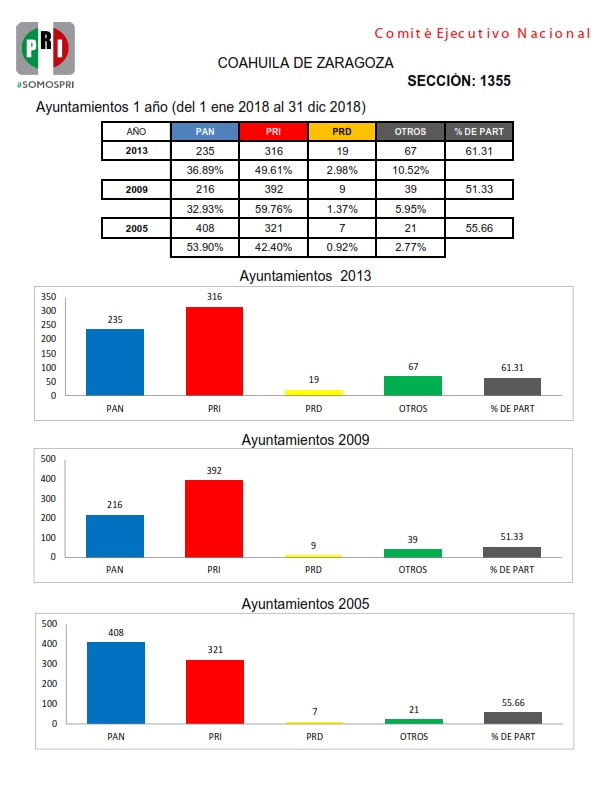 Comité Ejecutivo Nacional
PRI
#SOMOSPRI
COAHUILA DE ZARAGOZA
SECCIÓN: 1355
Ayuntamientos 1 año (del 1 ene 2018 al 31 dic 2018)
AÑO PAN PRI PRD OTROS % DE PART
2013 235 316 19 67 61.31
36.89% 49.61% 2.98% 10.52%
2009 216 392 9 39 51.33
32.93% 59.76% 1.37% 5.95%
2005 408 321 7 21 55.66
53.90% 42.40% 0.92% 2.77%
Ayuntamientos 2013
350
300
250
200
150
100
50
0
235 316 19 67 61.31
PAN PRI PRD OTROS % DE PART
Ayuntamientos 2009
500
400
300
200
100
0
216 392 9 39 51.33
PAN PRI PRD OTROS % DE PART
Ayuntamientos 2005
500
400
300
200
100
0
408 321 7 21 55.66
PAN PRI PRD OTROS % DE PART